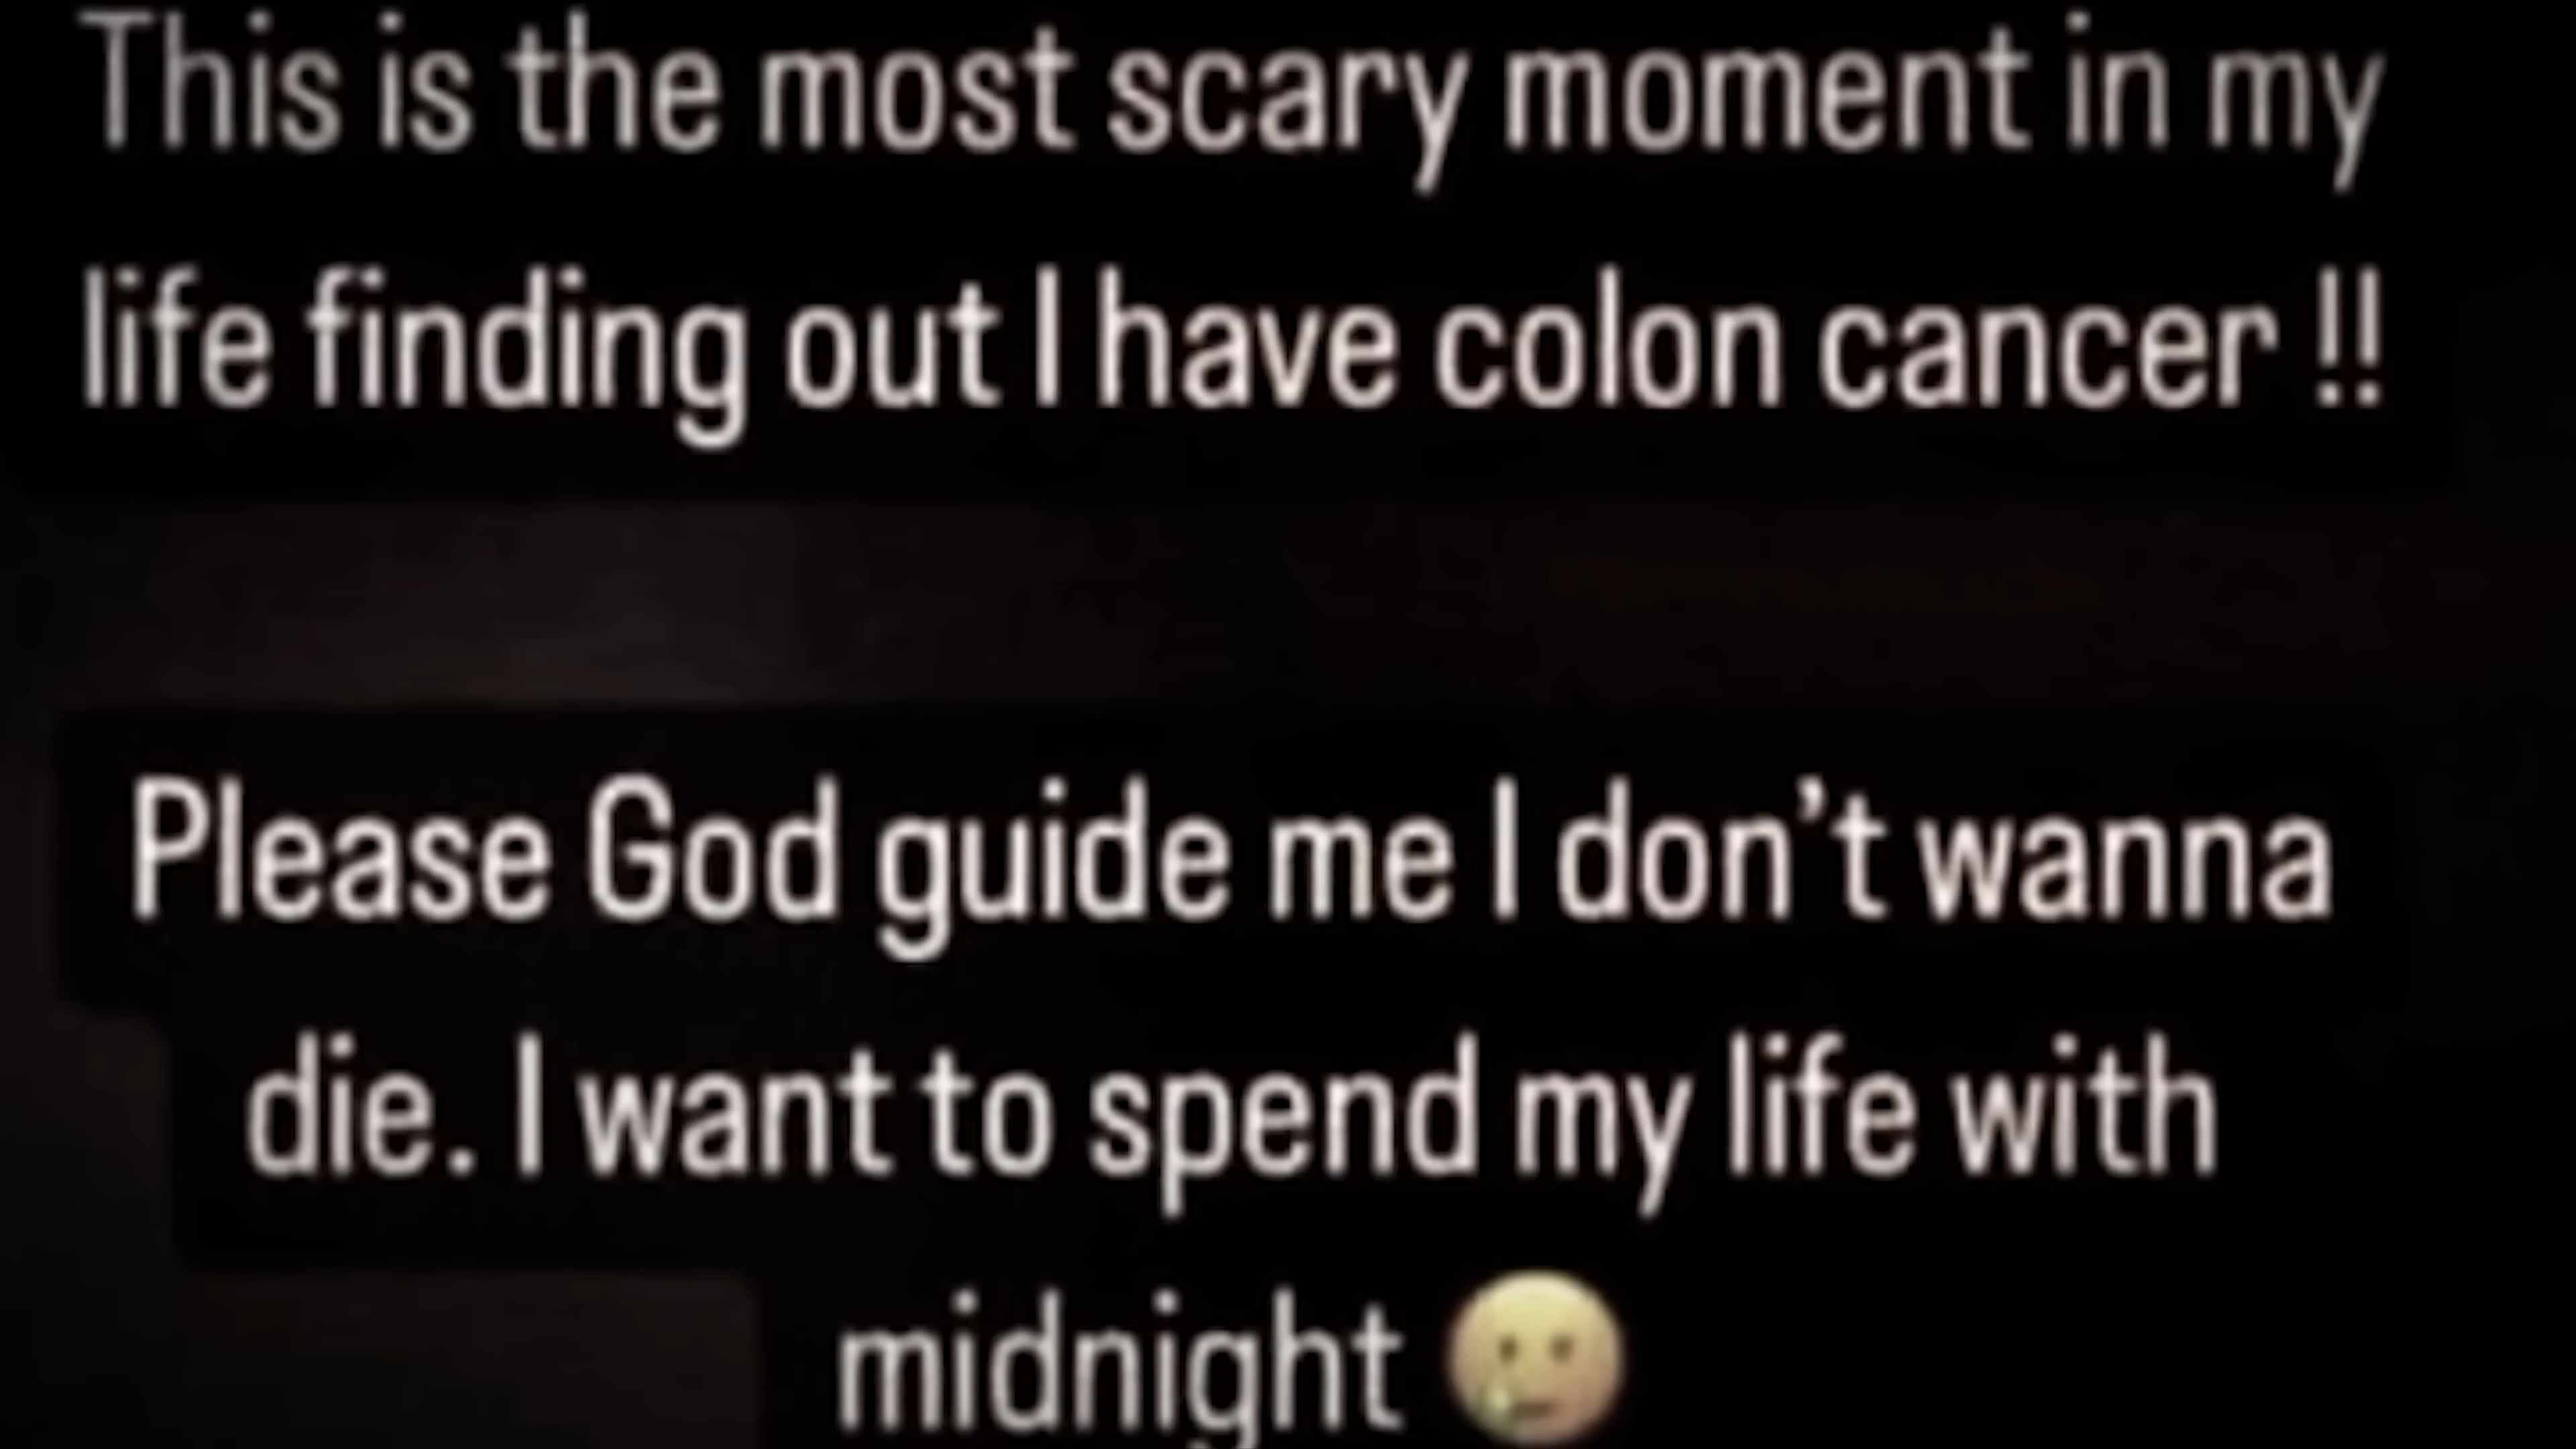 This is the most scary moment in my
life finding out I have colon cancer !!
Please God guide me I don’t wanna
die. I want to spend my life with
midnight 🥲